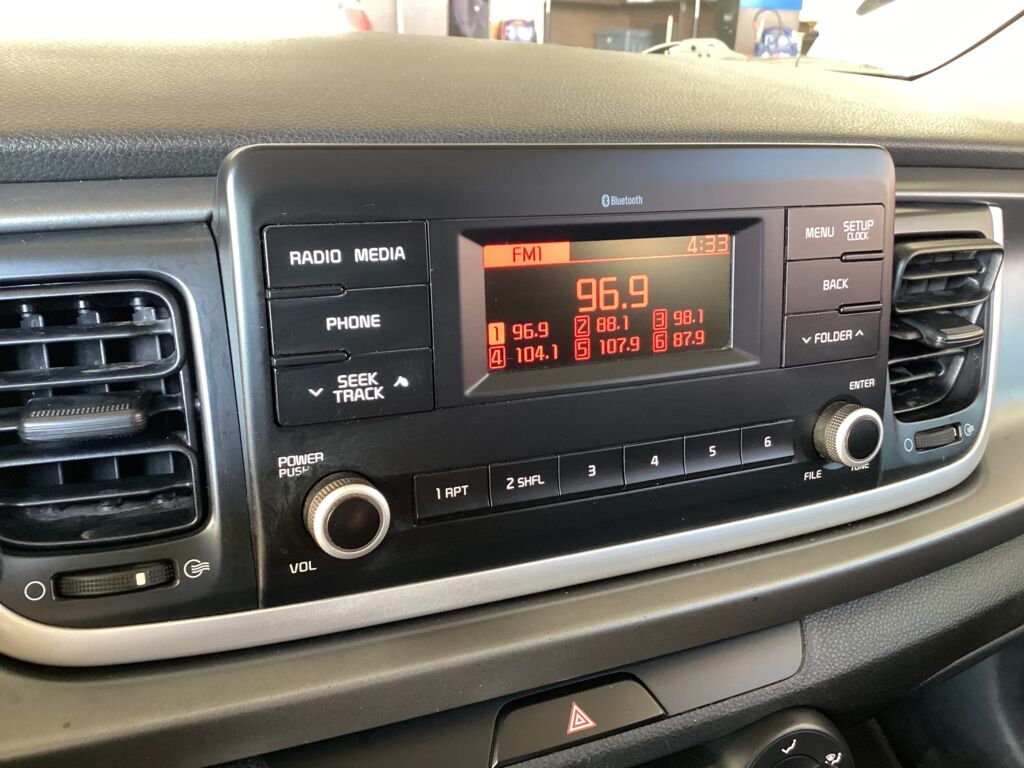 Bluetooth
RADIO MEDIA
PHONE
SEEK
TRACK
FM1 4:33
96.9
1 96.9 2 88.1 3 98.1
4 104.1 5 107.9 6 87.9
MENU SETUP
CLOCK
BACK
FOLDER
ENTER
POWER
PUSH
VOL
1 RPT 2 SHFL 3 4 5 6
FILE TUNE